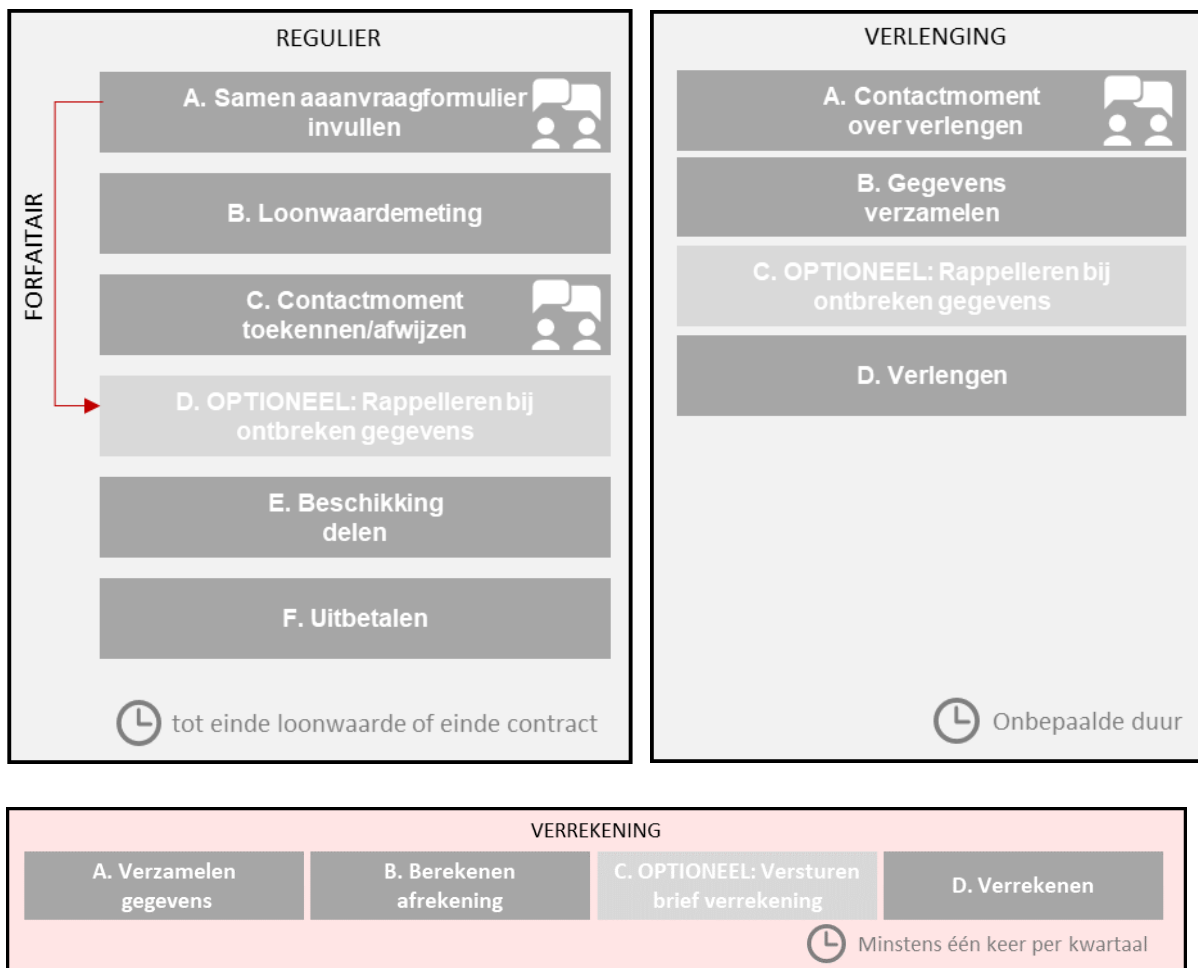 REGULIER
FORFAITAIR
A. Samen aaanvraagformulier
invullen
B. Loonwaardemeting
C. Contactmoment
toekennen/afwijzen
D. OPTIONEEL: Rappelleren bij
ontbreken gegevens
E. Beschikking
delen
F. Uitbetalen
tot einde loonwaarde of einde contract
VERLENGING
A. Contactmoment
over verlengen
B. Gegevens
verzamelen
C. OPTIONEEL: Rappelleren bij
ontbreken gegevens
D. Verlengen
Onbepaalde duur
VERREKENING
A. Verzamelen
gegevens
B. Berekenen
afrekening
C. OPTIONEEL: Versturen
brief verrekening
D. Verrekenen
Minstens één keer per kwartaal